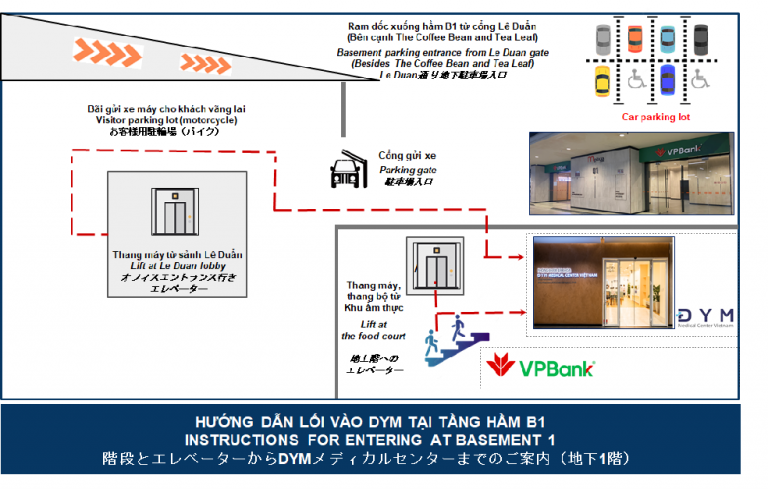 Ram dốc xuống hầm B1 từ cổng Lê Duẩn
(Bên cạnh The Coffee Bean and Tea Leaf)
Basement parking entrance from Le Duan gate
(Besides The Coffee Bean and Tea Leaf)
Le Duan通り地下駐車場入口
Car parking lot
Bãi gửi xe máy cho khách vãng lai
Visitor parking lot (motorcycle)
お客様用駐輪場（バイク）
Cổng gửi xe
Parking gate
駐車場入口
VPBank
Thang máy từ sảnh Lê Duẩn
Lift at Le Duan lobby
オフィスエントランス行き
エレベーター
Thang máy,
thang bộ từ
Khu ẩm thực
Lift at
the food court
地上階への
エレベーター
DYM MEDICAL CENTER VIETNAM
DYM
Medical Center Vietnam
VPBank
HƯỚNG DẪN LỐI VÀO DYM TẠI TẦNG HẦM B1
INSTRUCTIONS FOR ENTERING AT BASEMENT 1
階段とエレベーターからDYMメディカルセンターまでのご案内（地下1階）